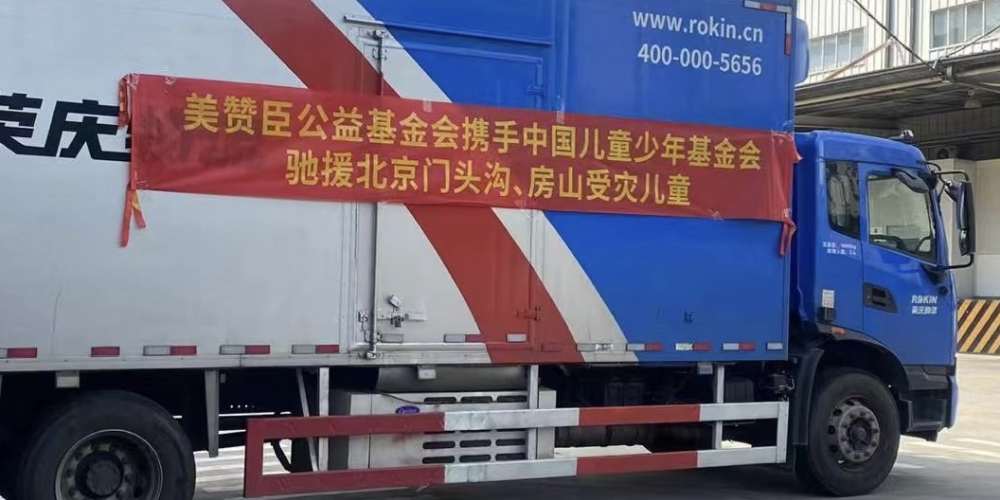 www.rokin.cn
400-000-5656
荣庆
美赞臣公益基金会携手中国儿童少年基金会
驰援北京门头沟、房山受灾儿童
ROKIN
荣庆物流
Carrier